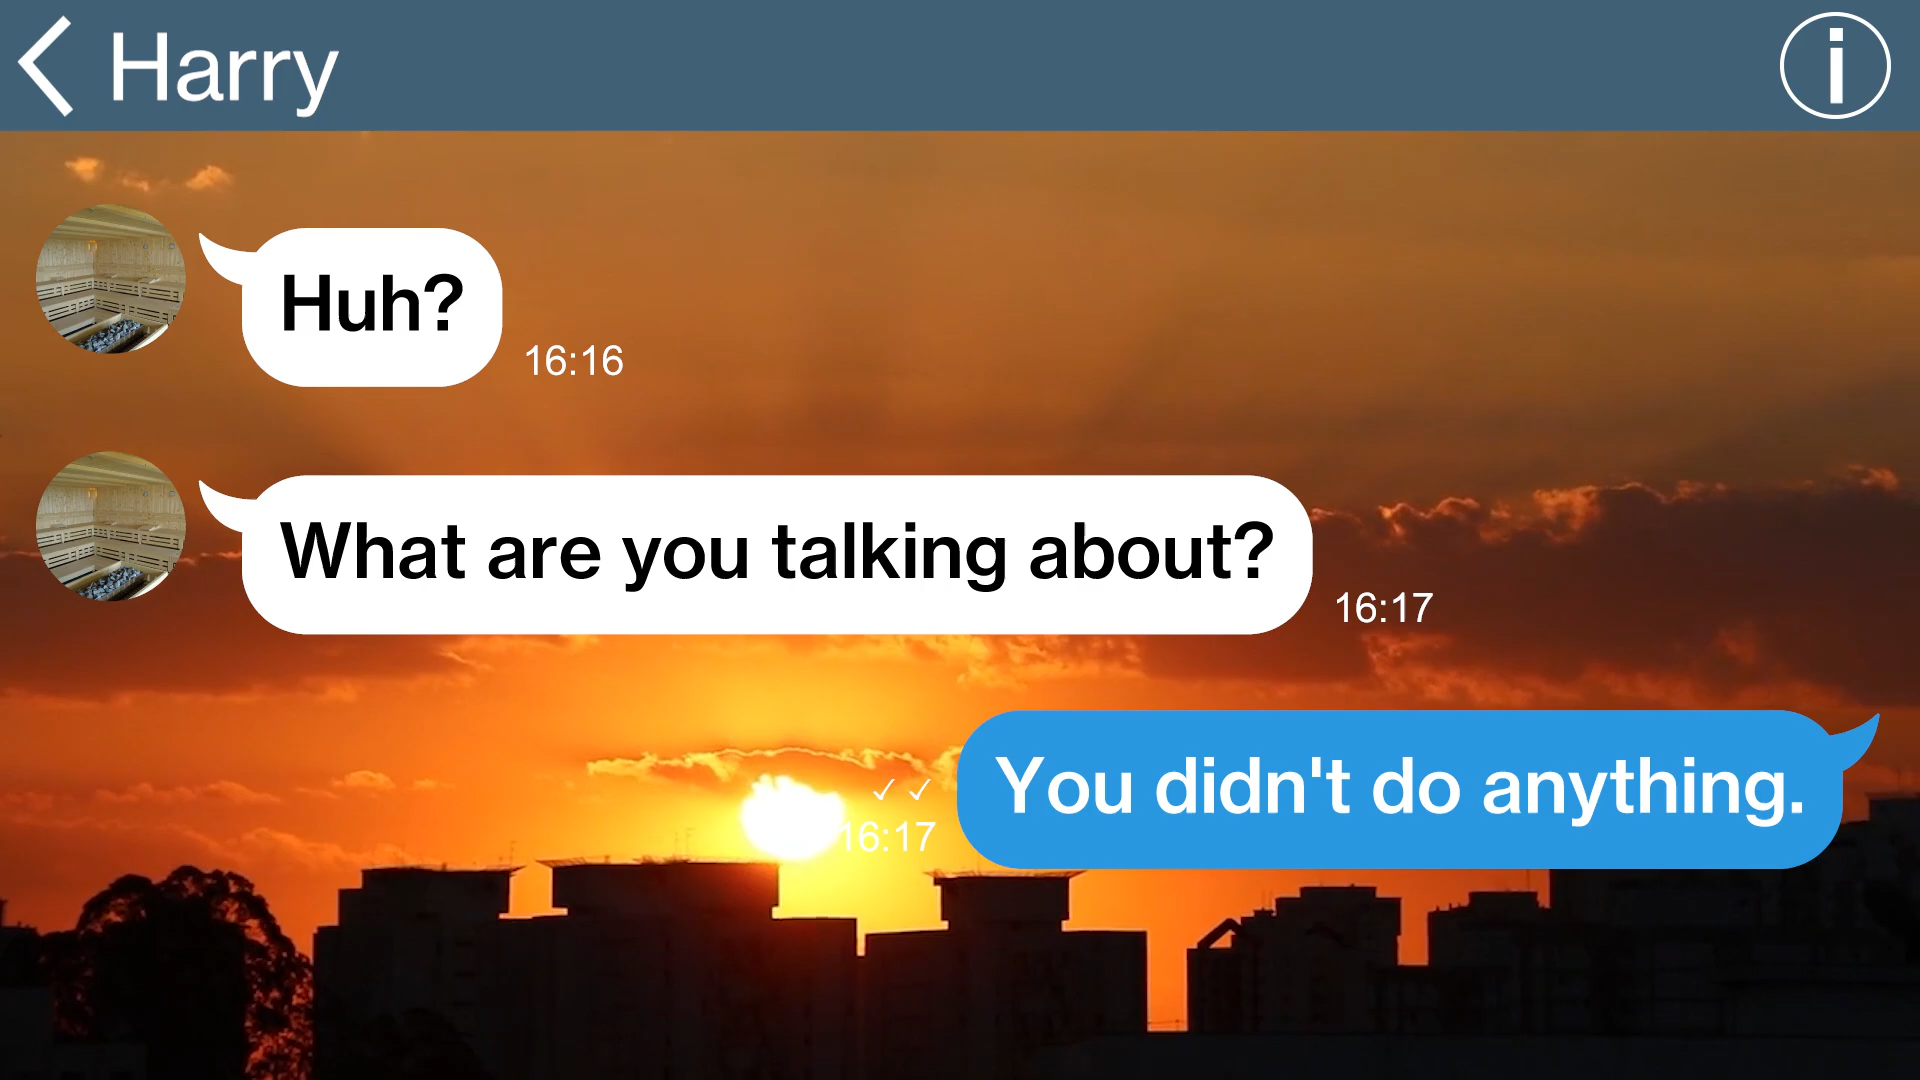 Harry
Huh?
16:16
What are you talking about?
16:17
You didn't do anything.
✓ ✓
16:17